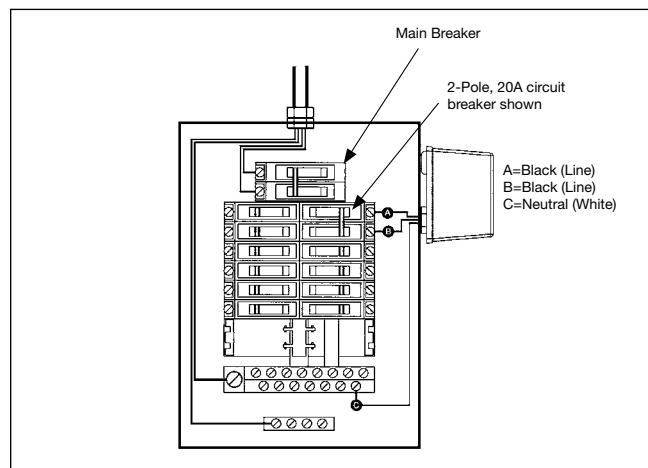 Main Breaker
2-Pole, 20A circuit
breaker shown
A=Black (Line)
B=Black (Line)
C=Neutral (White)
A
B
C